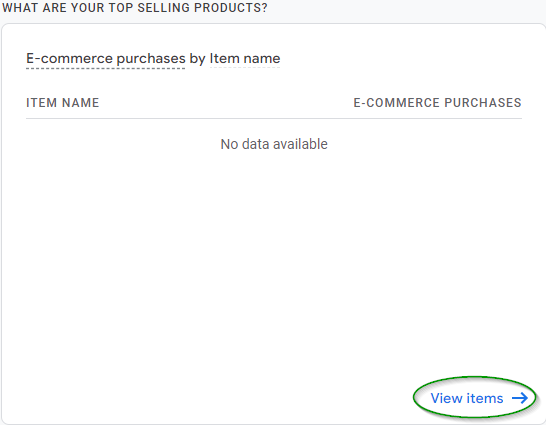 WHAT ARE YOUR TOP SELLING PRODUCTS?
E-commerce purchases by Item name
ITEM NAME E-COMMERCE PURCHASES
No data available
View items